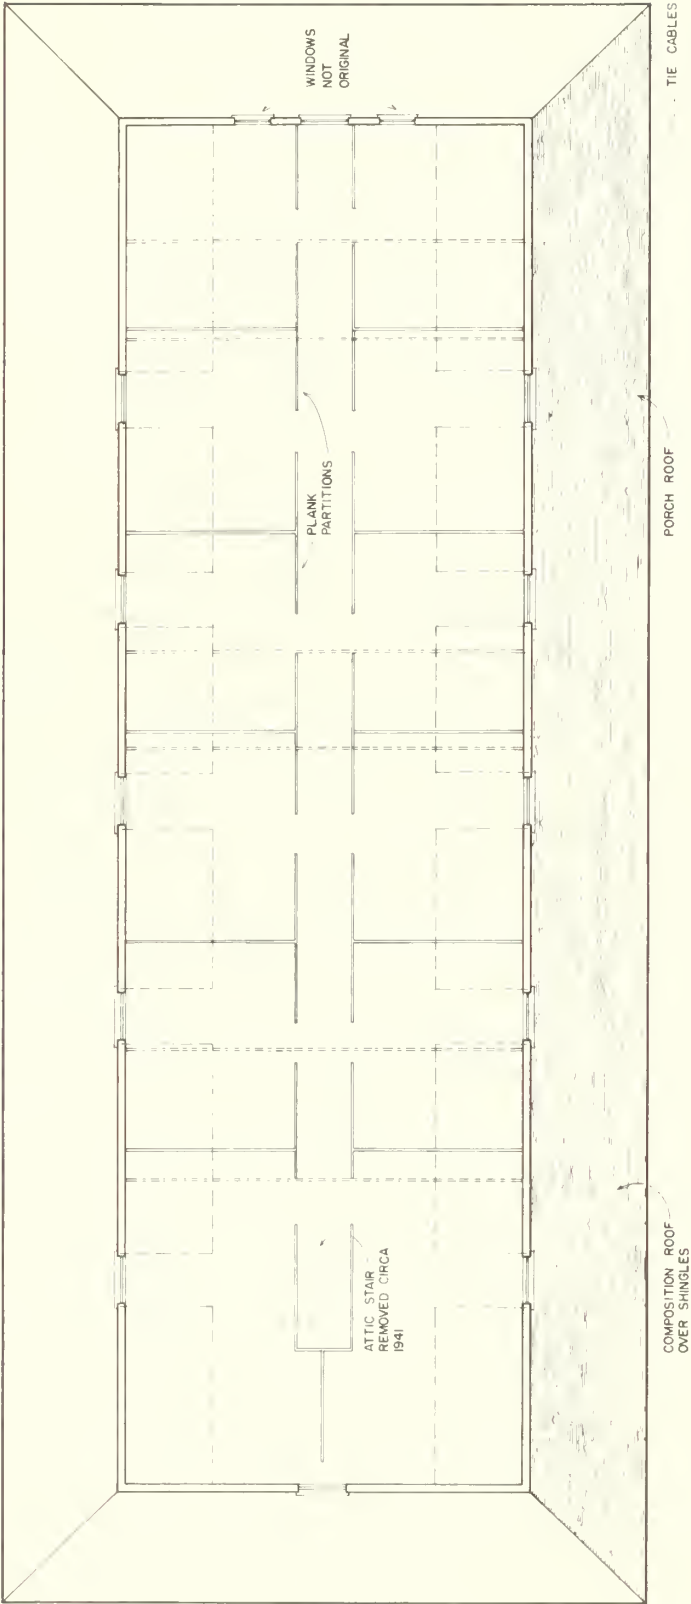 WINDOWS
NOT
ORIGINAL
TIE CABLES
PLANK
PARTITIONS
PORCH ROOF
ATTIC STAIR
REMOVED CIRCA
1941
COMPOSITION ROOF
OVER SHINGLES